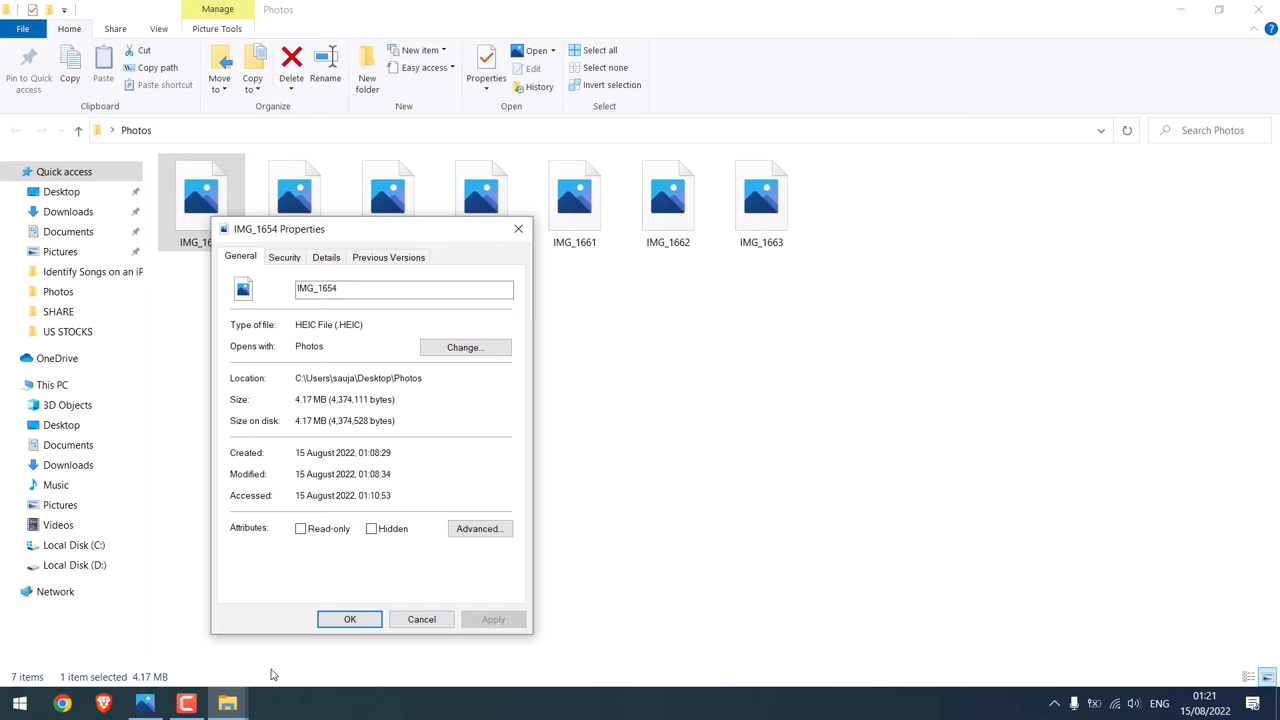 Manage
Photos
File
Home
Share
View
Picture Tools
Pin to Quick access
Copy
Paste
Cut
Copy path
Paste shortcut
Clipboard
Move to
Copy to
Delete
Rename
Organize
New folder
New item
Easy access
New
Properties
Open
Edit
History
Open
Select all
Select none
Invert selection
Select
Photos
Search Photos
Quick access
Desktop
Downloads
Documents
Pictures
Identify Songs on an iP
Photos
SHARE
US STOCKS
OneDrive
This PC
3D Objects
Desktop
Documents
Downloads
Music
Pictures
Videos
Local Disk (C:)
Local Disk (D:)
Network
IMG_1661
IMG_1662
IMG_1663
IMG_1654 Properties
General
Security
Details
Previous Versions
IMG_1654
Type of file: HEIC File (.HEIC)
Opens with: Photos
Change...
Location: C:\Users\sauja\Desktop\Photos
Size: 4.17 MB (4,374,111 bytes)
Size on disk: 4.17 MB (4,374,528 bytes)
Created: 15 August 2022, 01:08:29
Modified: 15 August 2022, 01:08:34
Accessed: 15 August 2022, 01:10:53
Attributes: Read-only Hidden
Advanced...
OK
Cancel
Apply
7 items 1 item selected 4.17 MB
ENG
01:21
15/08/2022